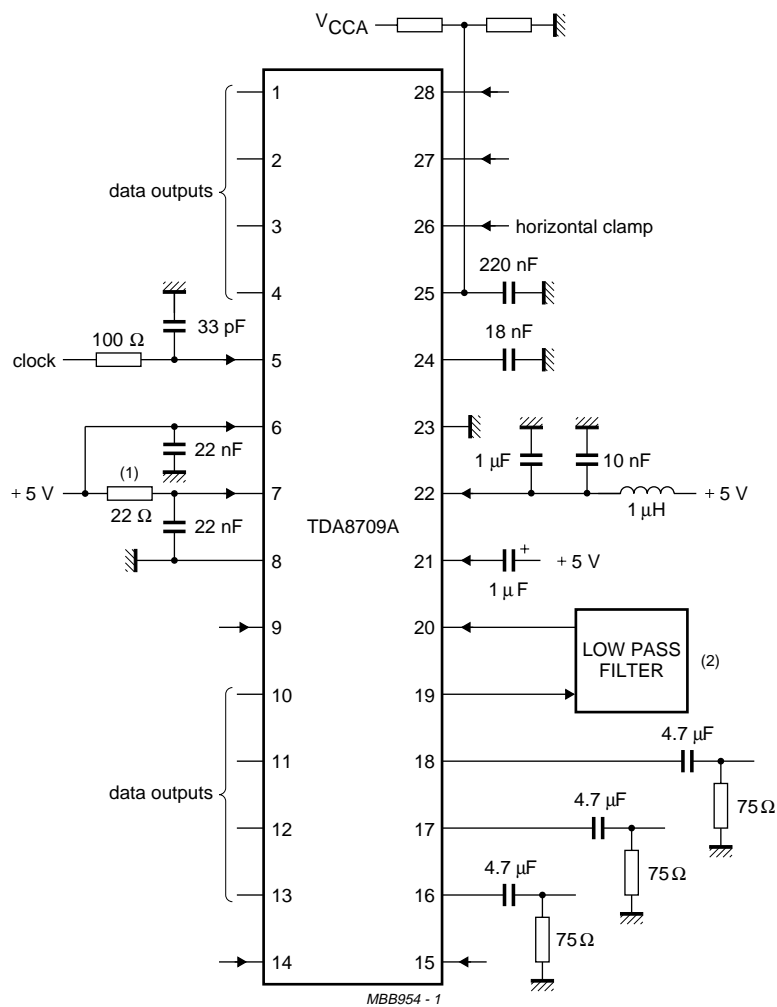 VCCA
1
28
2
27
data outputs
3
26
horizontal clamp
220 nF
4
25
33 pF
18 nF
100 Ω
clock
5
24
6
23
22 nF
1 µF
10 nF
(1)
+ 5 V
7
22
+ 5 V
22 Ω
1 µH
22 nF
TDA8709A
8
21
+
+ 5 V
1 µ F
9
20
LOW PASS
FILTER
(2)
10
19
4.7 µF
11
18
data outputs
75 Ω
4.7 µF
12
17
75 Ω
4.7 µF
13
16
75 Ω
14
15
MBB954 - 1